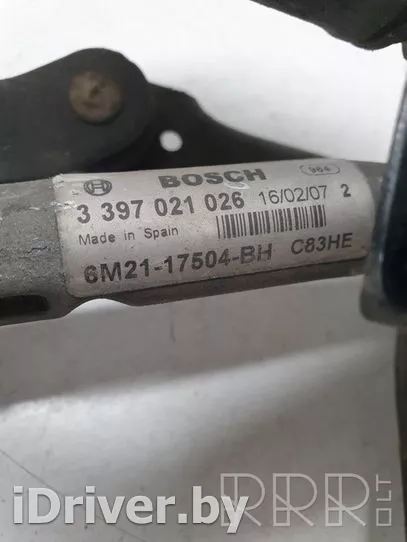 984
BOSCH
3 397 021 026 16/02/07 2
Made in Spain
6M21-17504-BH C83HE
RRR.LT
iDriver.by